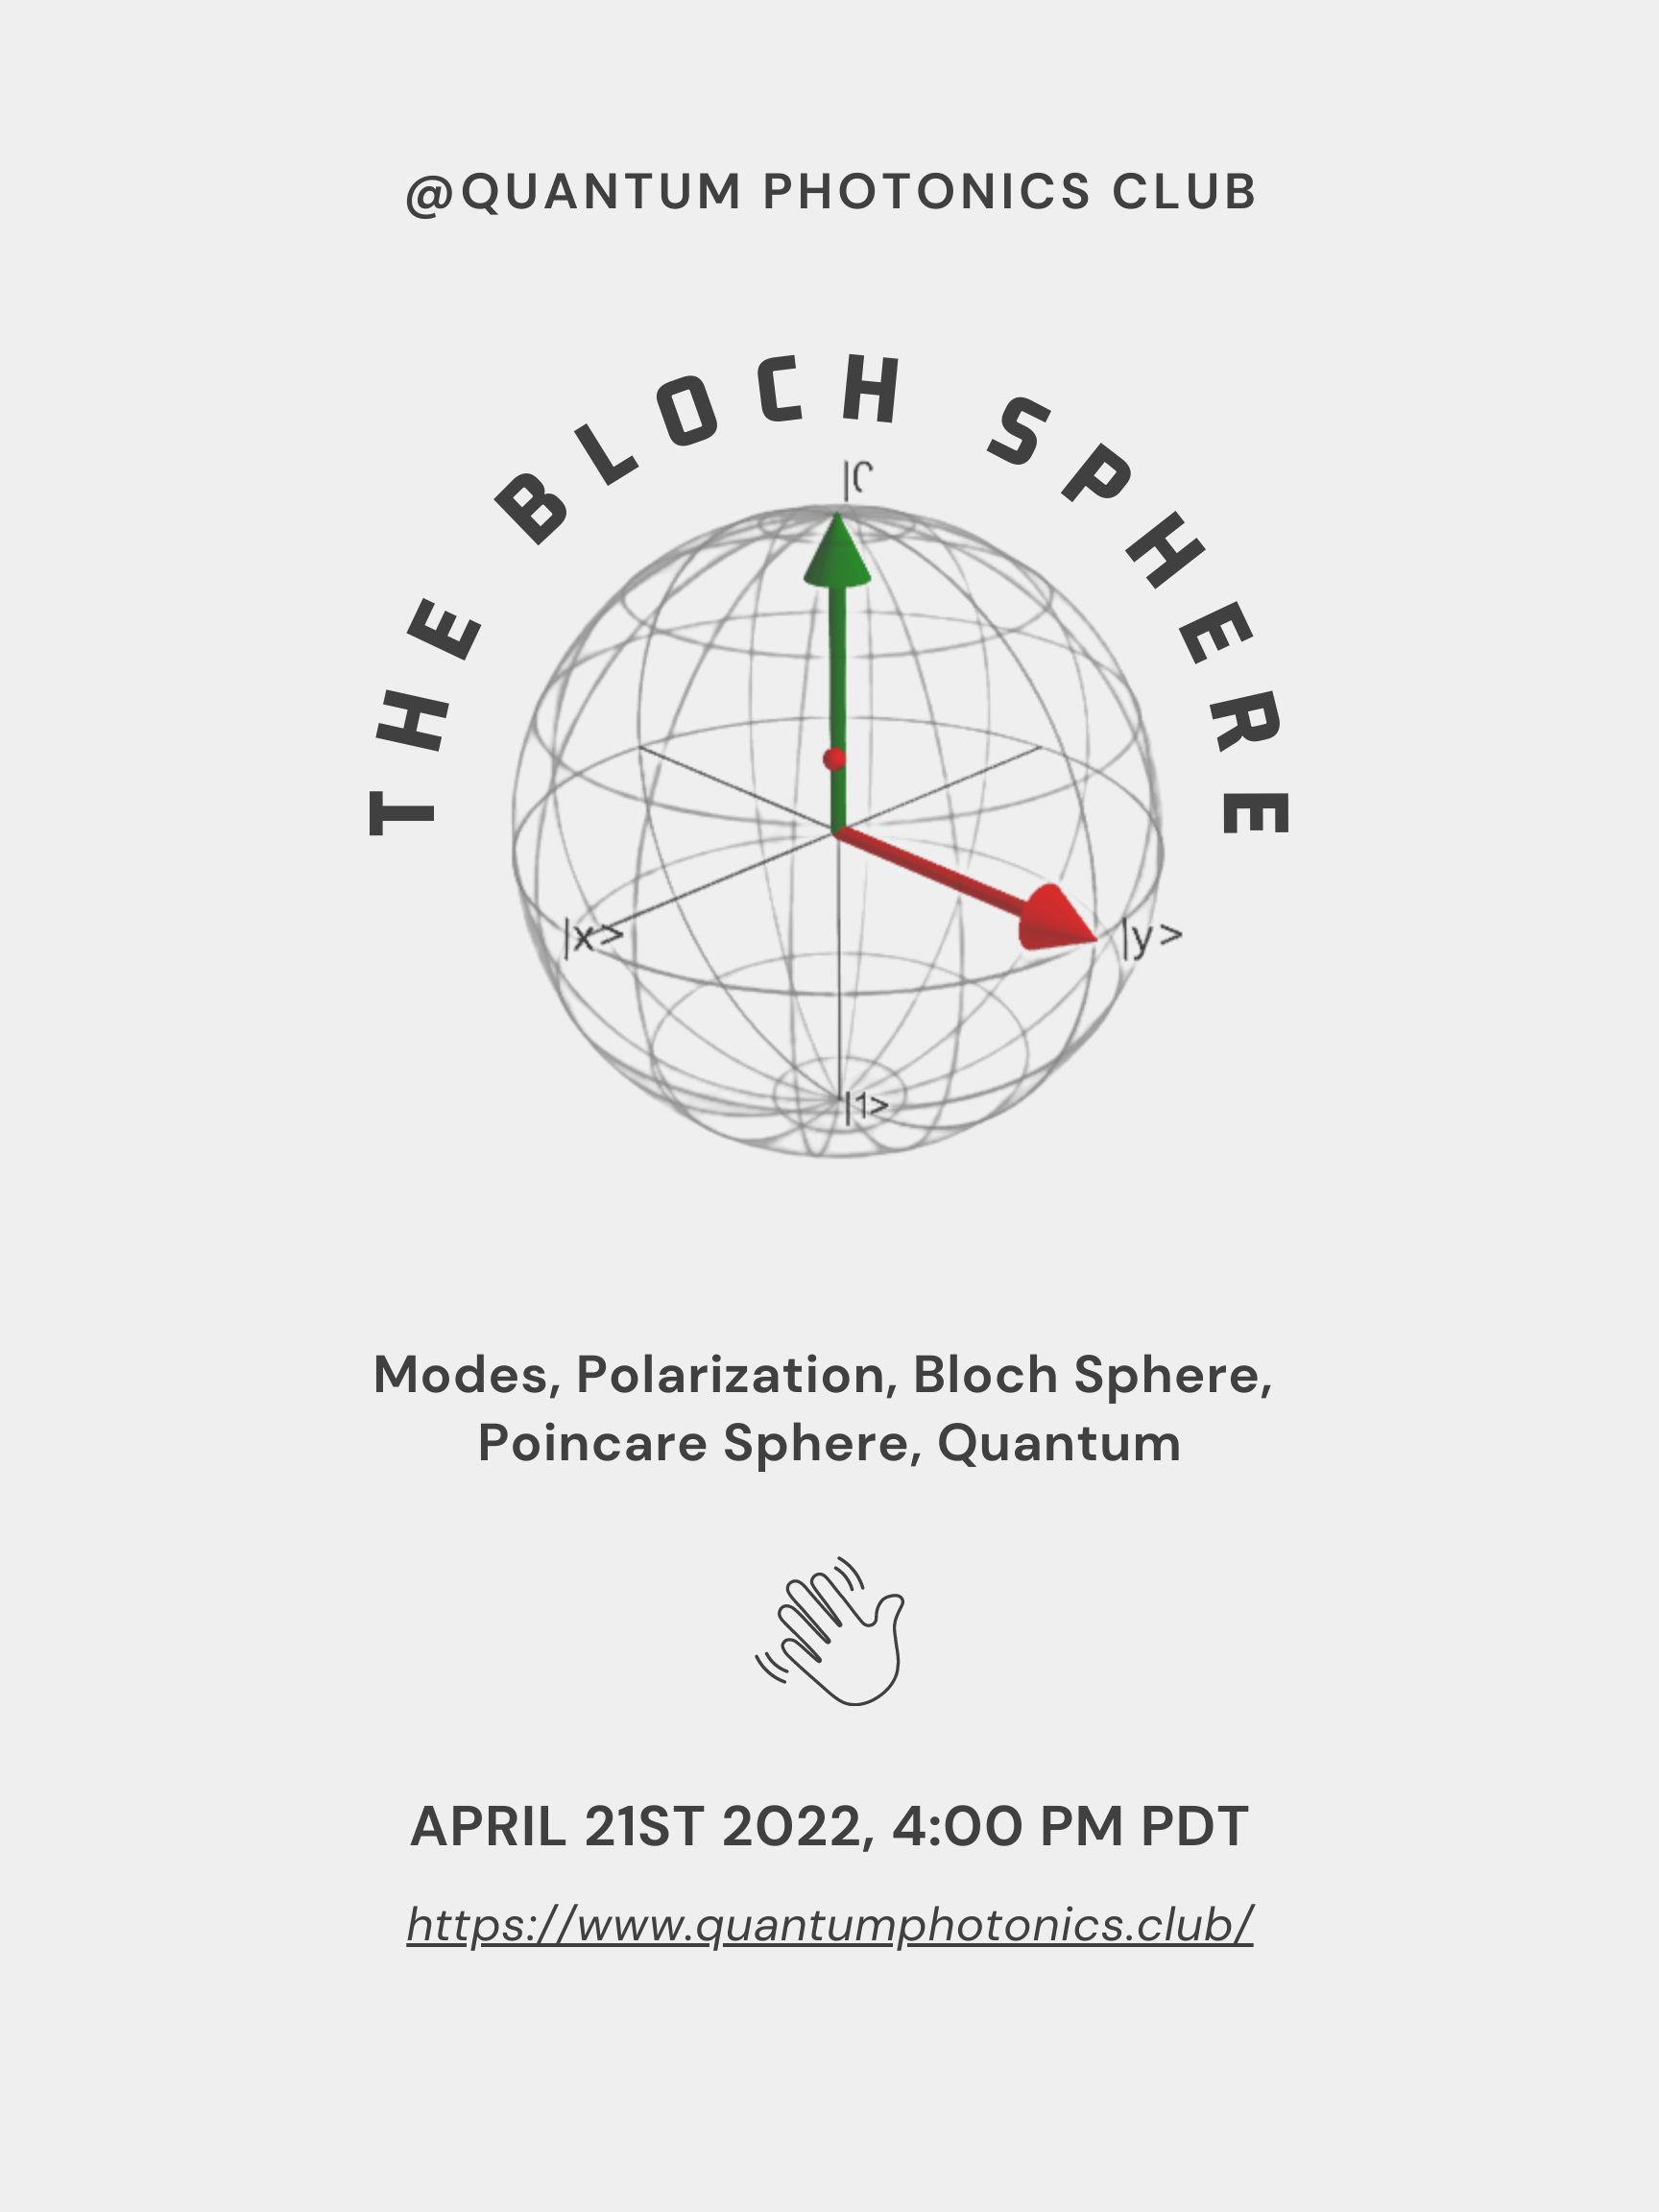 @QUANTUM PHOTONICS CLUB
THE BLOCH SPHERE
|x>
|y>
|1>
Modes, Polarization, Bloch Sphere,
Poincare Sphere, Quantum
APRIL 21ST 2022, 4:00 PM PDT
https://www.quantumphotonics.club/